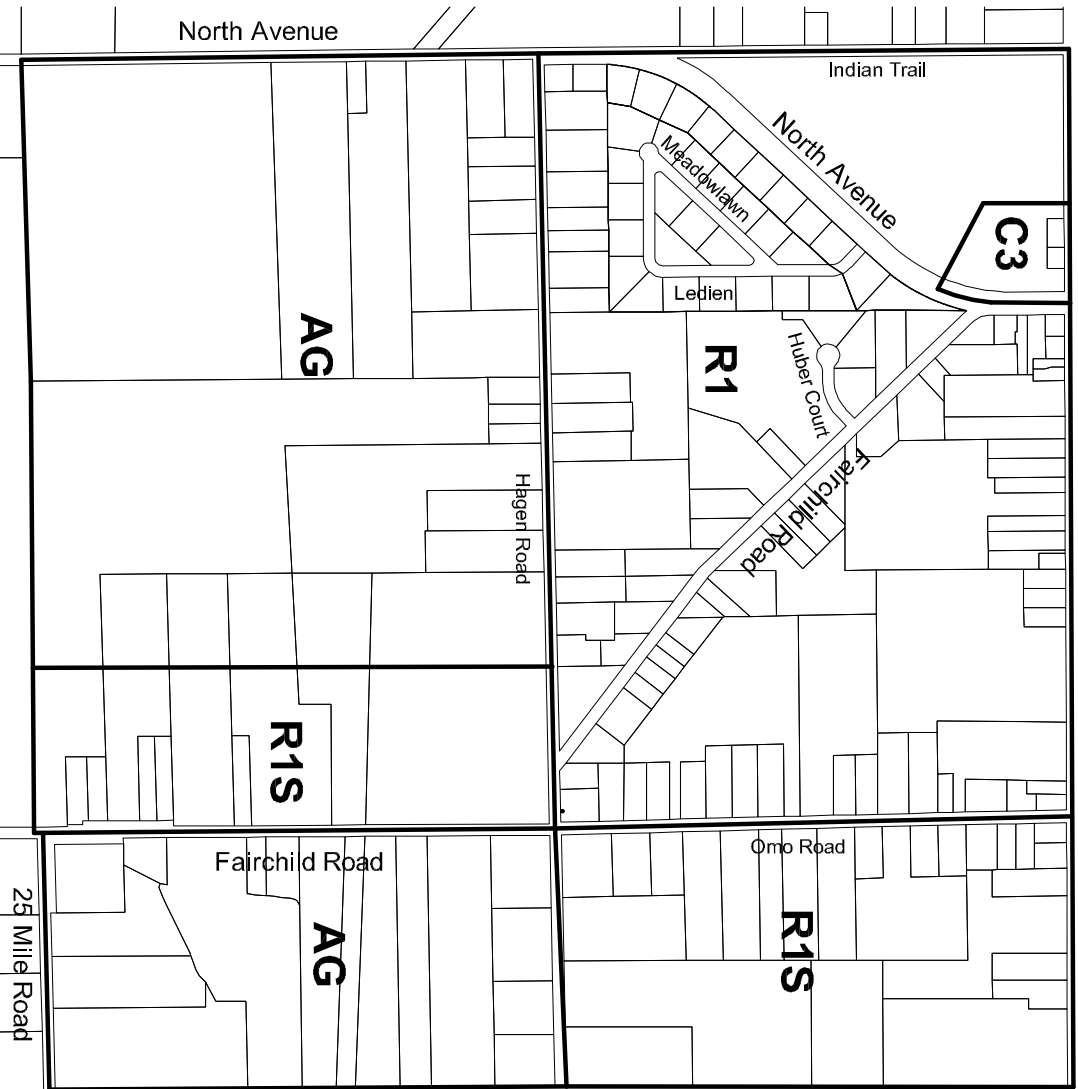 North Avenue
Indian Trail
North Avenue
Meadowlawn
C3
Ledien
AG
R1
Huber Court
Fairchild Road
Hagen Road
R1S
Omo Road
Fairchild Road
25 Mile Road
AG
R1S